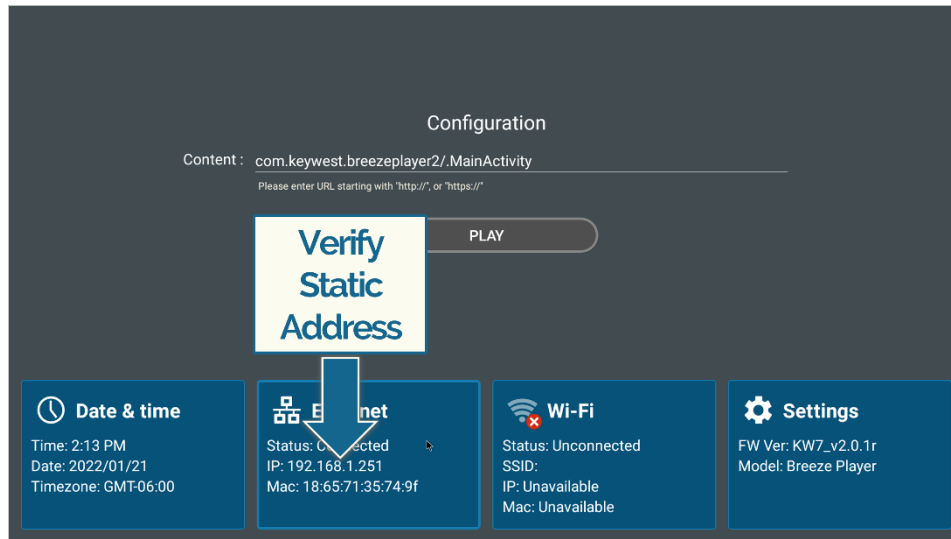 Configuration
Content : com.keywest.breezeplayer2/.MainActivity
Please enter URL starting with "http://", or "https://"
PLAY
Verify
Static
Address
Date & time
Time: 2:13 PM
Date: 2022/01/21
Timezone: GMT-06:00
Status: Connected
IP: 192.168.1.251
Mac: 18:65:71:35:74:9f
Wi-Fi
Status: Unconnected
SSID:
IP: Unavailable
Mac: Unavailable
Settings
FW Ver: KW7_v2.0.1r
Model: Breeze Player